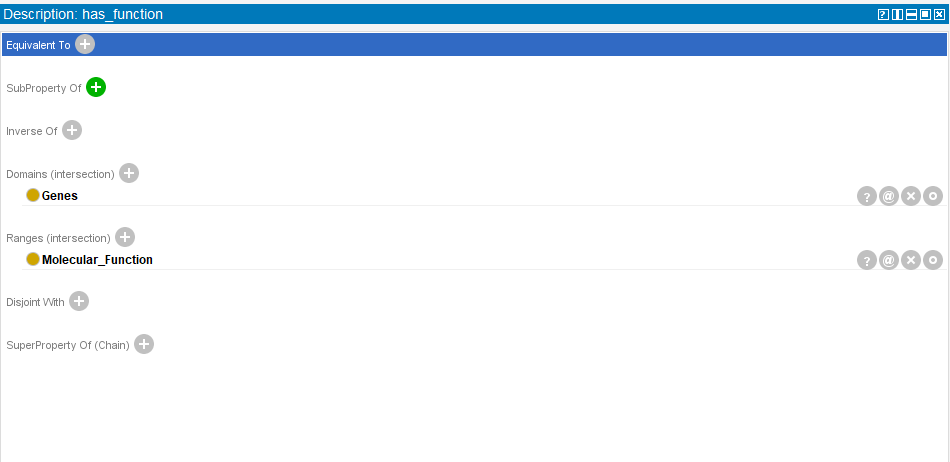 Description: has_function
Equivalent To
SubProperty Of
Inverse Of
Domains (intersection)
Genes
Ranges (intersection)
Molecular_Function
Disjoint With
SuperProperty Of (Chain)